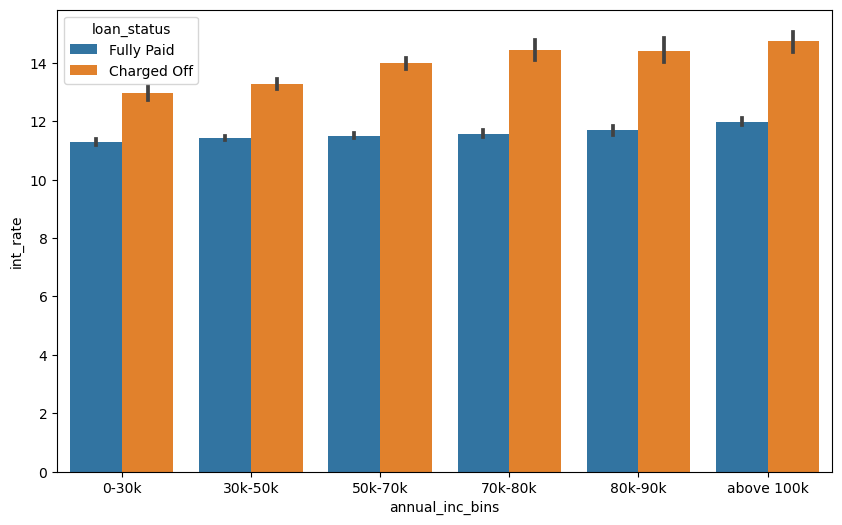 loan_status
Fully Paid
Charged Off
int_rate
14
12
10
8
6
4
2
0
0-30k
30k-50k
50k-70k
70k-80k
80k-90k
above 100k
annual_inc_bins